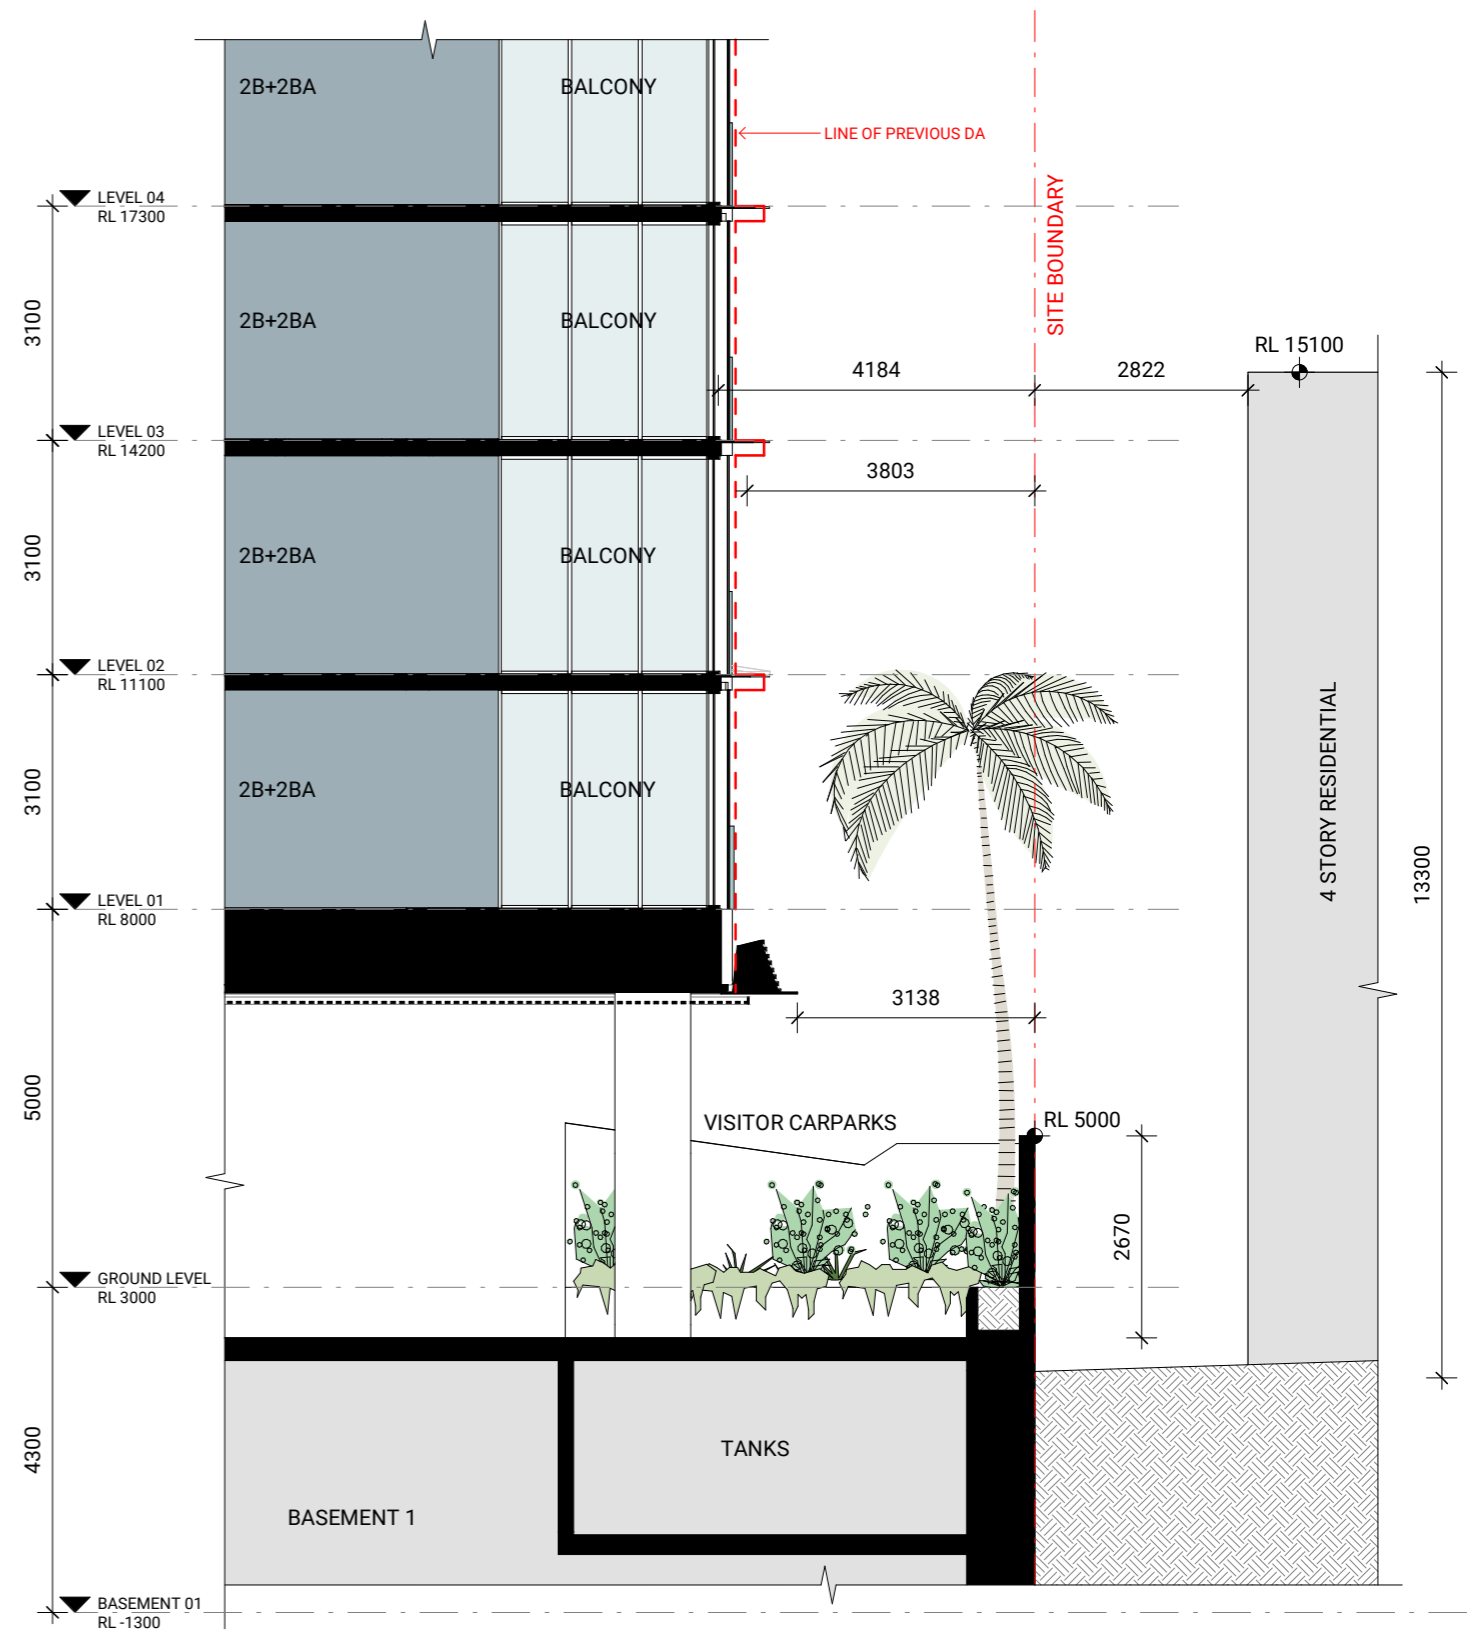 2B+2BA
BALCONY
LINE OF PREVIOUS DA
LEVEL 04
RL 17300
SITE BOUNDARY
3100
2B+2BA
BALCONY
RL 15100
4184
2822
LEVEL 03
RL 14200
3803
3100
2B+2BA
BALCONY
LEVEL 02
RL 11100
4 STORY RESIDENTIAL
3100
2B+2BA
BALCONY
13300
LEVEL 01
RL 8000
3138
5000
VISITOR CARPARKS
RL 5000
2670
GROUND LEVEL
RL 3000
4300
TANKS
BASEMENT 1
BASEMENT 01
RL -1300